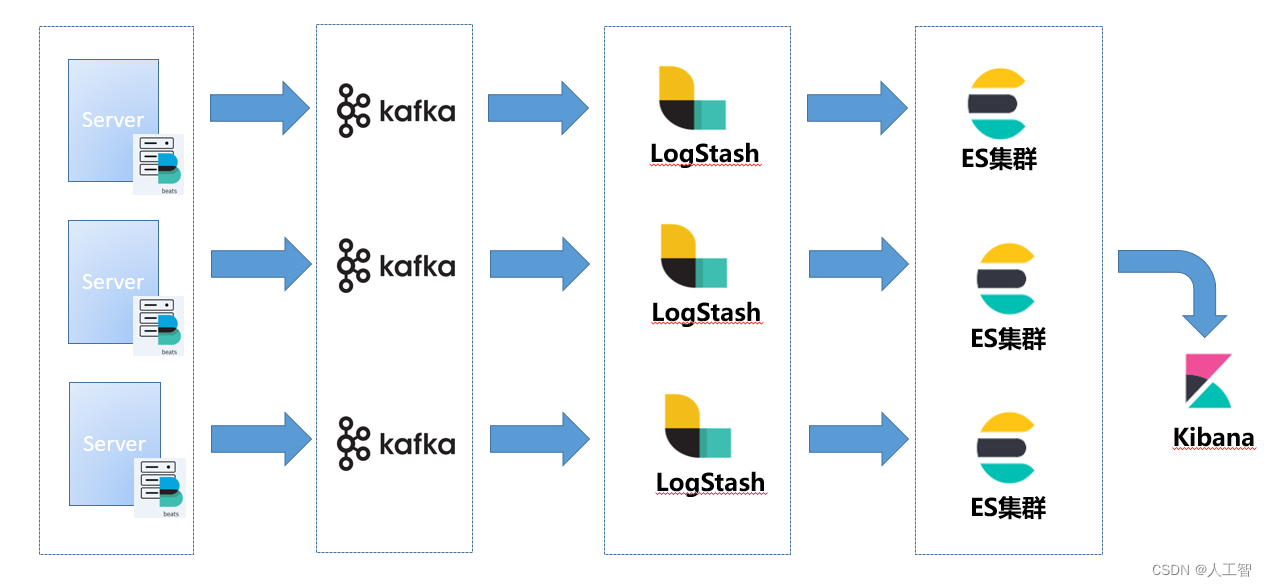 Server
beats
kafka
LogStash
ES集群
Server
beats
kafka
LogStash
ES集群
Server
beats
kafka
LogStash
ES集群
Kibana
CSDN @人工智